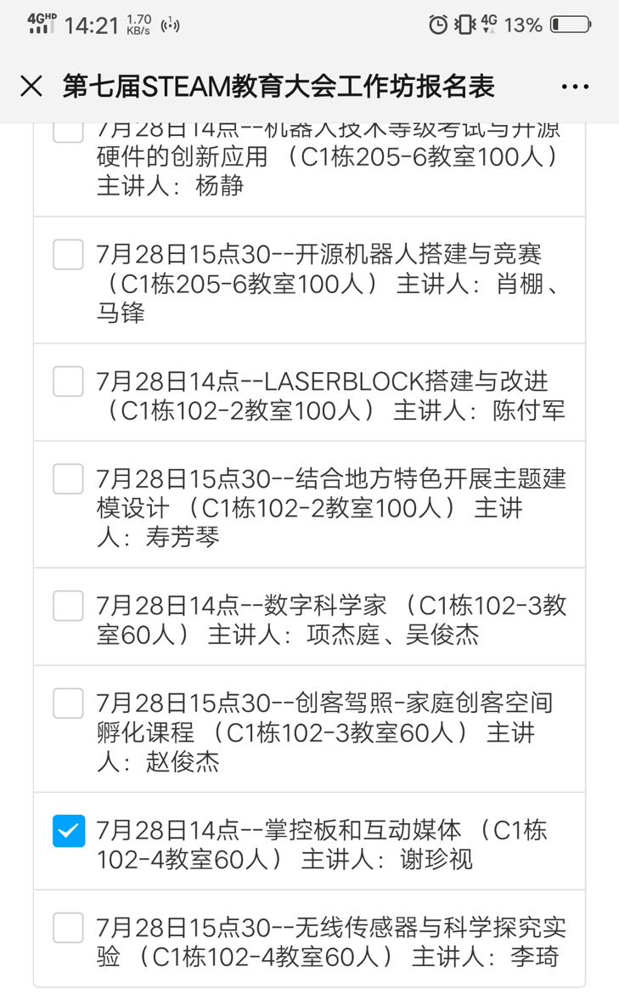 4G HD 14:21 1.70 KB/s 4G 13%
第七届STEAM教育大会工作坊报名表
7月28日14点--机器人技术等级考试与开源
硬件的创新应用 （C1栋205-6教室100人）
主讲人：杨静
7月28日15点30--开源机器人搭建与竞赛
（C1栋205-6教室100人） 主讲人：肖棚、
马锋
7月28日14点--LASERBLOCK搭建与改进
（C1栋102-2教室100人） 主讲人：陈付军
7月28日15点30--结合地方特色开展主题建
模设计 （C1栋102-2教室100人） 主讲
人：寿芳琴
7月28日14点--数字科学家 （C1栋102-3教
室60人） 主讲人：项杰庭、吴俊杰
7月28日15点30--创客驾照-家庭创客空间
孵化课程 （C1栋102-3教室60人） 主讲
人：赵俊杰
7月28日14点--掌控板和互动媒体 （C1栋
102-4教室60人） 主讲人：谢珍视
7月28日15点30--无线传感器与科学探究实
验 （C1栋102-4教室60人） 主讲人：李琦